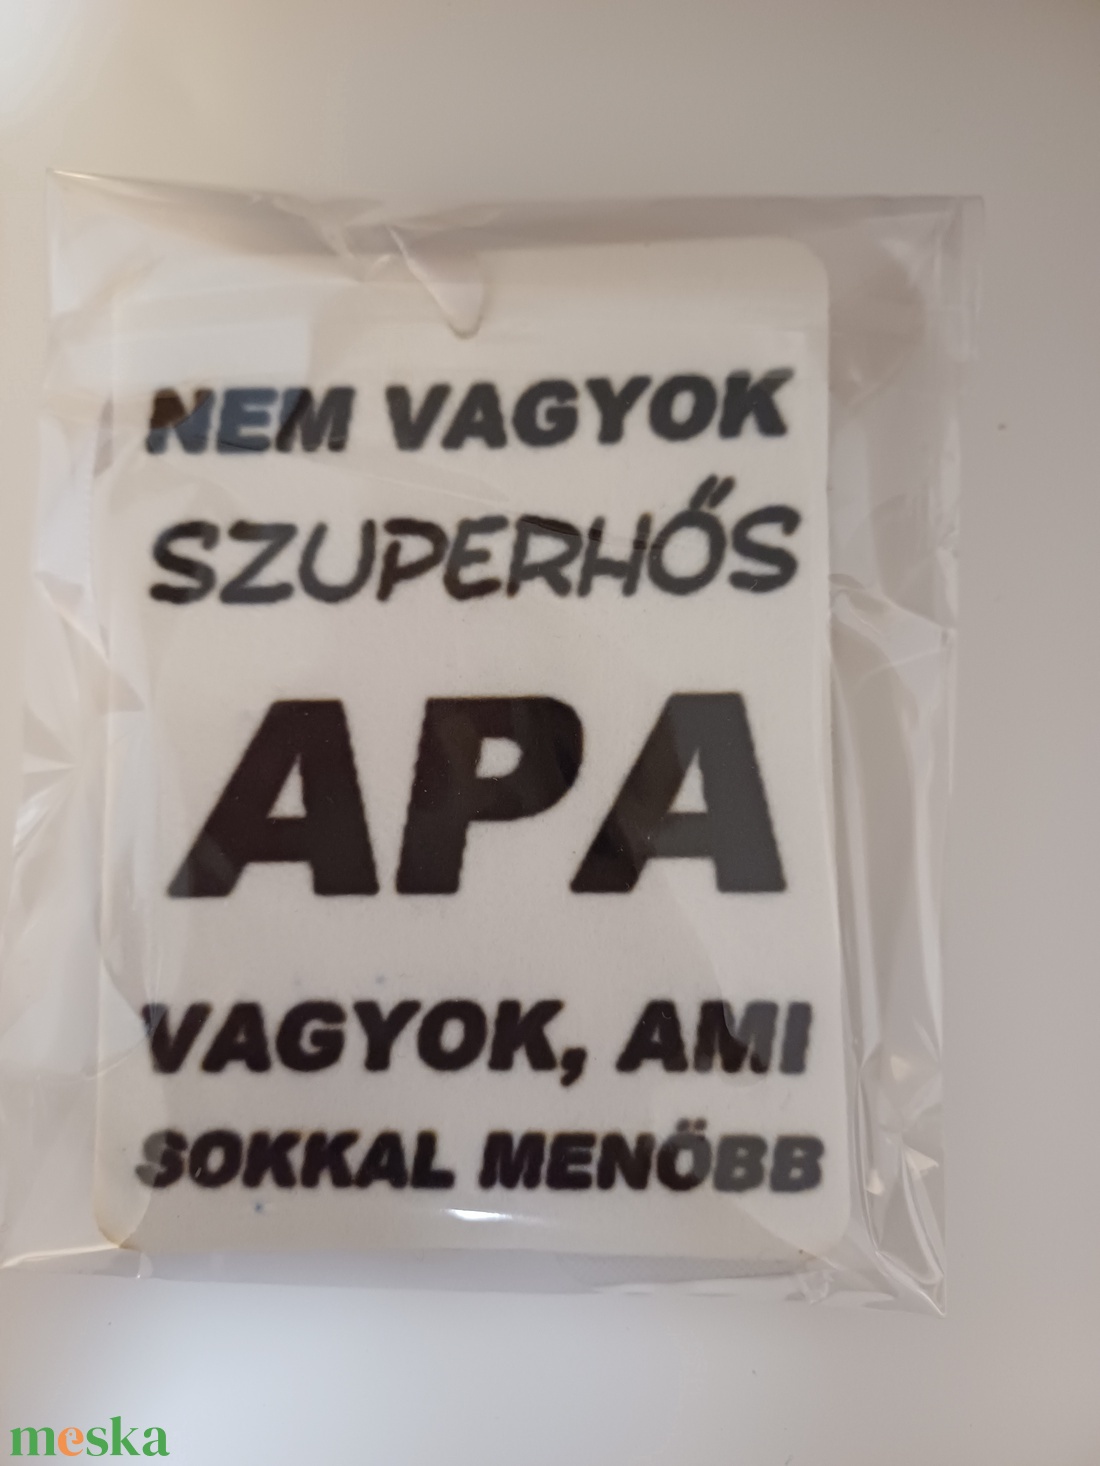 NEM VAGYOK
SZUPERHŐS
APA
VAGYOK, AMI
SOKKAL MENŐBB
meska